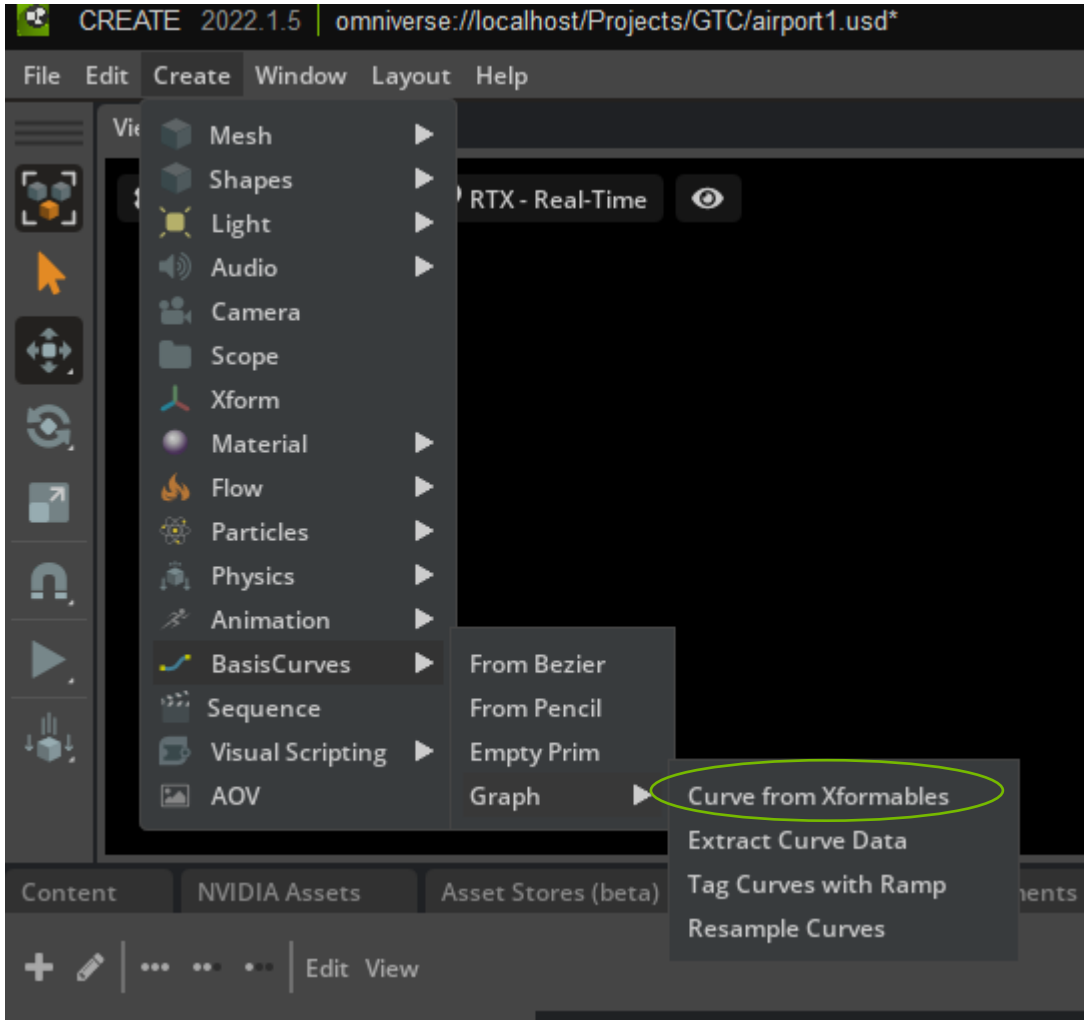 CREATE 2022.1.5 | omniverse://localhost/Projects/GTC/airport1.usd*
File Edit Create Window Layout Help
Mesh
Shapes
RTX - Real-Time
Light
Audio
Camera
Scope
Xform
Material
Flow
Particles
Physics
Animation
BasisCurves
From Bezier
Sequence
From Pencil
Visual Scripting
Empty Prim
AOV
Graph
Curve from Xformables
Extract Curve Data
Tag Curves with Ramp
Resample Curves
Content NVIDIA Assets Asset Stores (beta)
Edit View